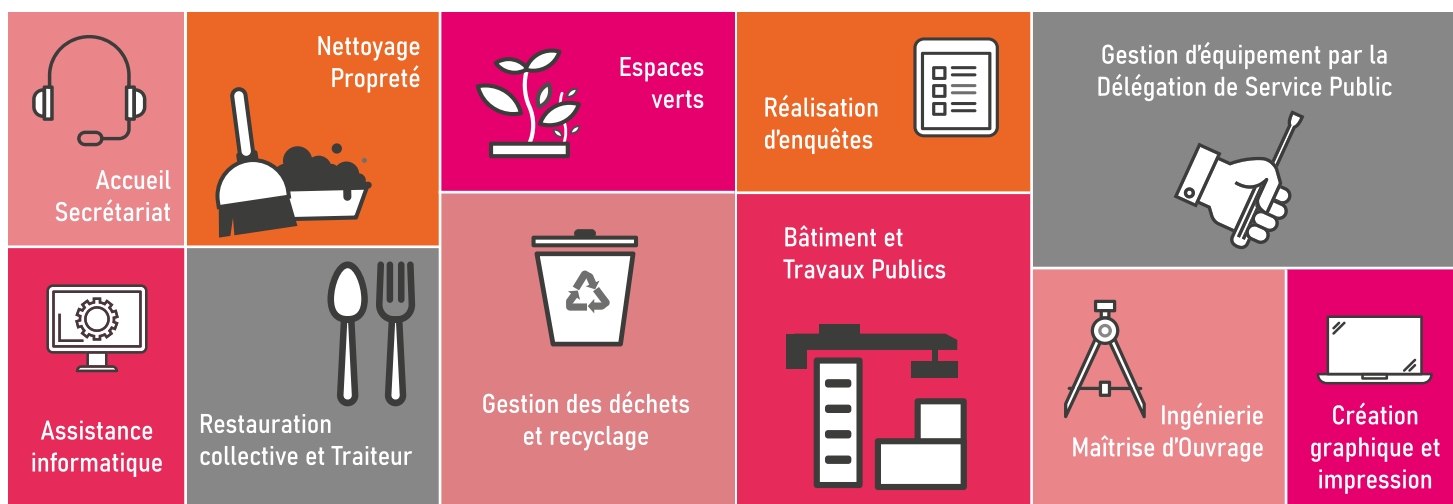 Accueil
Secrétariat
Nettoyage
Propreté
Espaces
verts
Réalisation
d'enquêtes
Gestion d'équipement par la
Délégation de Service Public
Assistance
informatique
Restauration
collective et Traiteur
Gestion des déchets
et recyclage
Bâtiment et
Travaux Publics
Ingénierie
Maîtrise d'Ouvrage
Création
graphique et
impression